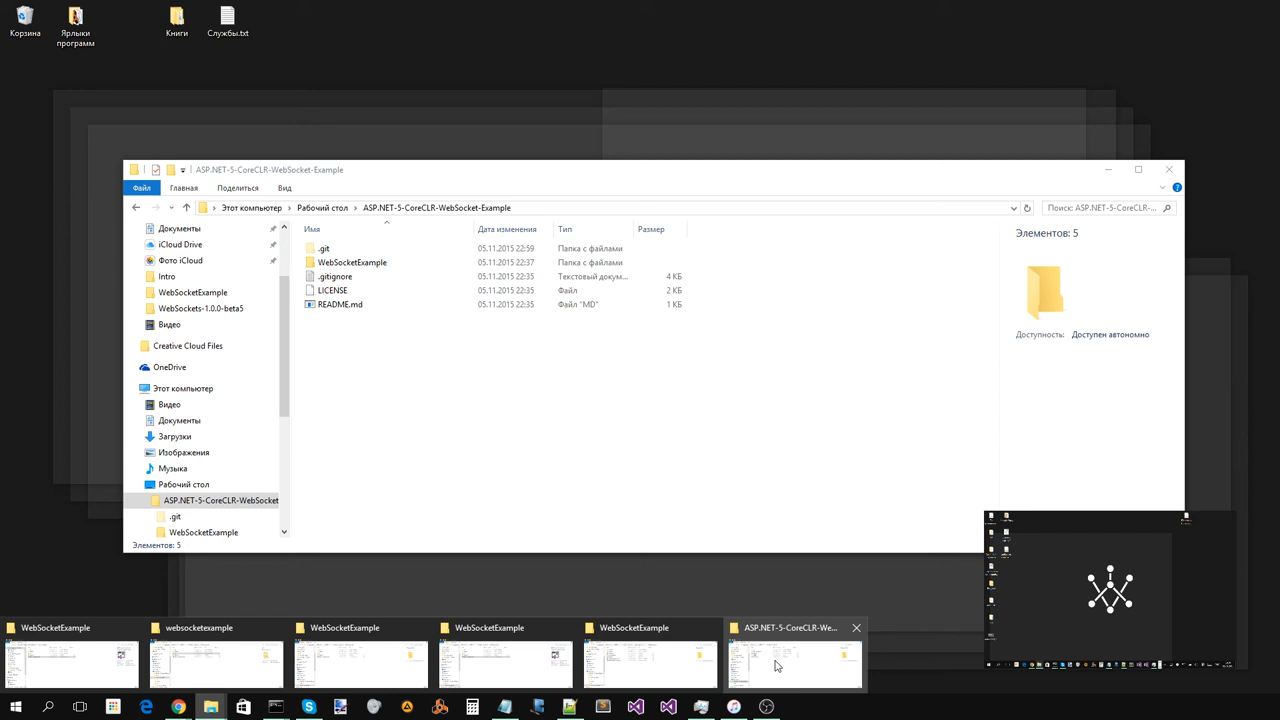 Корзина
Ярлыки
программ
Книги
Службы.txt
ASP.NET-5-CoreCLR-WebSocket-Example
Файл
Главная
Поделиться
Вид
Этот компьютер
Рабочий стол
ASP.NET-5-CoreCLR-WebSocket-Example
Поиск: ASP.NET-5-CoreCLR-...
Документы
iCloud Drive
Фото iCloud
Intro
WebSocketExample
WebSockets-1.0.0-beta5
Видео
Creative Cloud Files
OneDrive
Этот компьютер
Видео
Документы
Загрузки
Изображения
Музыка
Рабочий стол
ASP.NET-5-CoreCLR-WebSocket
.git
WebSocketExample
Имя Дата изменения Тип Размер
.git 05.11.2015 22:59 Папка с файлами
WebSocketExample 05.11.2015 22:37 Папка с файлами
.gitignore 05.11.2015 22:35 Текстовый докум... 4 КБ
LICENSE 05.11.2015 22:35 Файл 2 КБ
README.md 05.11.2015 22:35 Файл "MD" 1 КБ
Элементов: 5
Доступность: Доступен автономно
Элементов: 5
WebSocketExample
websocketexample
WebSocketExample
WebSocketExample
WebSocketExample
ASP.NET-5-CoreCLR-We...